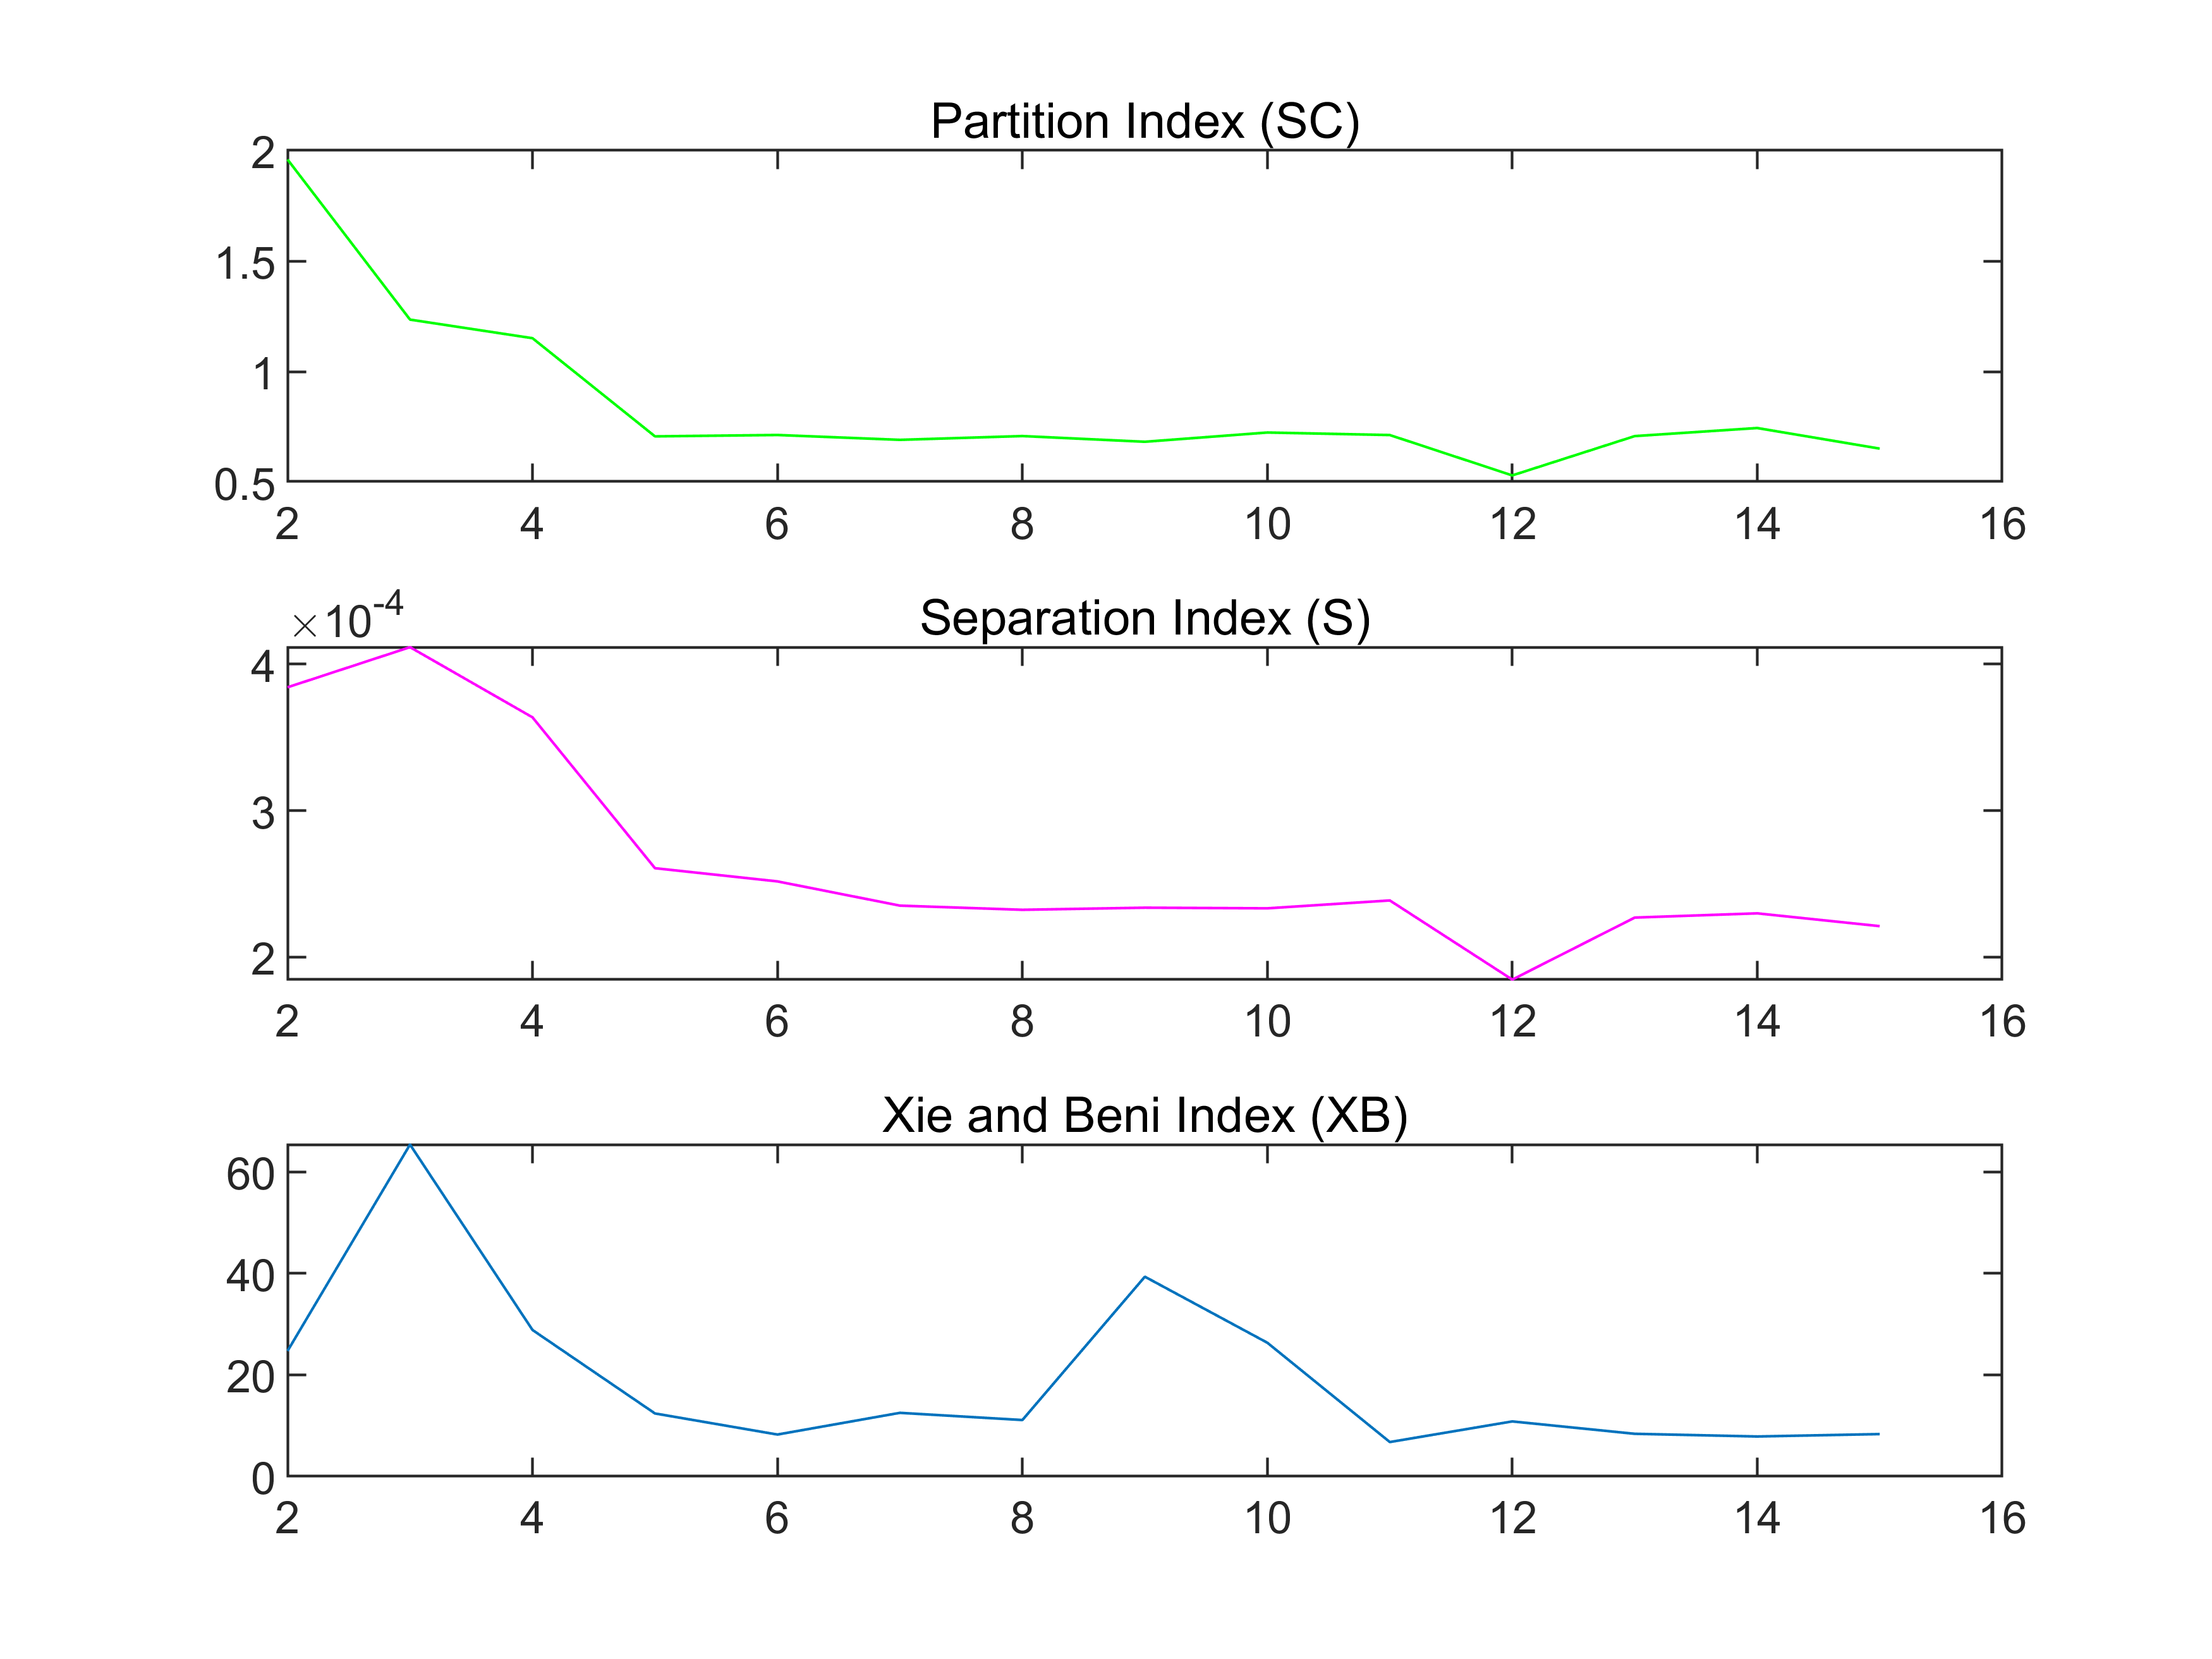 Partition Index (SC)
2
1.5
1
0.5
2 4 6 8 10 12 14 16
×10-4
Separation Index (S)
4
3
2
2 4 6 8 10 12 14 16
Xie and Beni Index (XB)
60
40
20
0
2 4 6 8 10 12 14 16